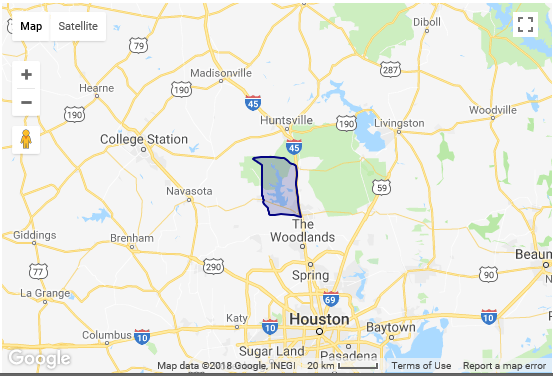 Map Satellite
Diboll
79
287
Madisonville
Hearne
190
190
45
Woodville
Huntsville
190
Livingston
College Station
45
59
Navasota
The
Woodlands
Giddings
Brenham
290
Spring
77
90
Beaum
La Grange
69
Katy
10
10
Houston
Columbus
10
Baytown
Sugar Land
Pasadena
Google
Map data ©2018 Google, INEGI 20 km Terms of Use Report a map error